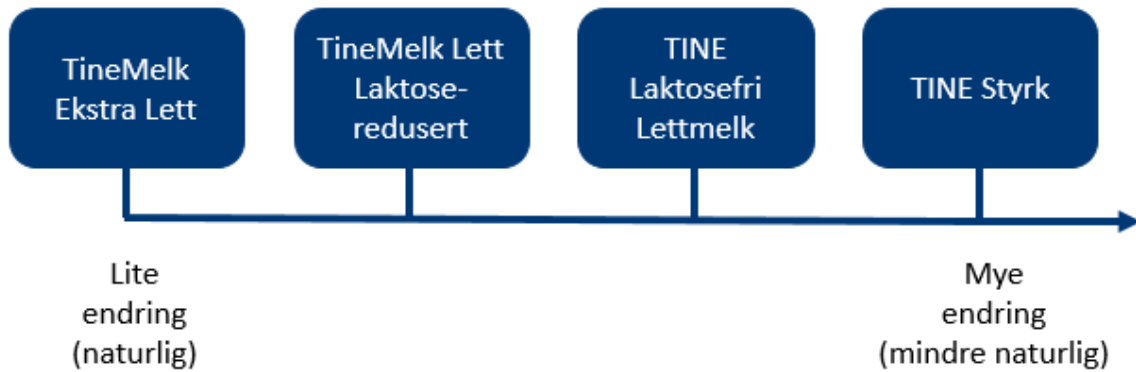 TineMelk
Ekstra Lett
TineMelk Lett
Laktose-
redusert
TINE
Laktosefri
Lettmelk
TINE Styrk
Lite
endring
(naturlig)
Mye
endring
(mindre naturlig)